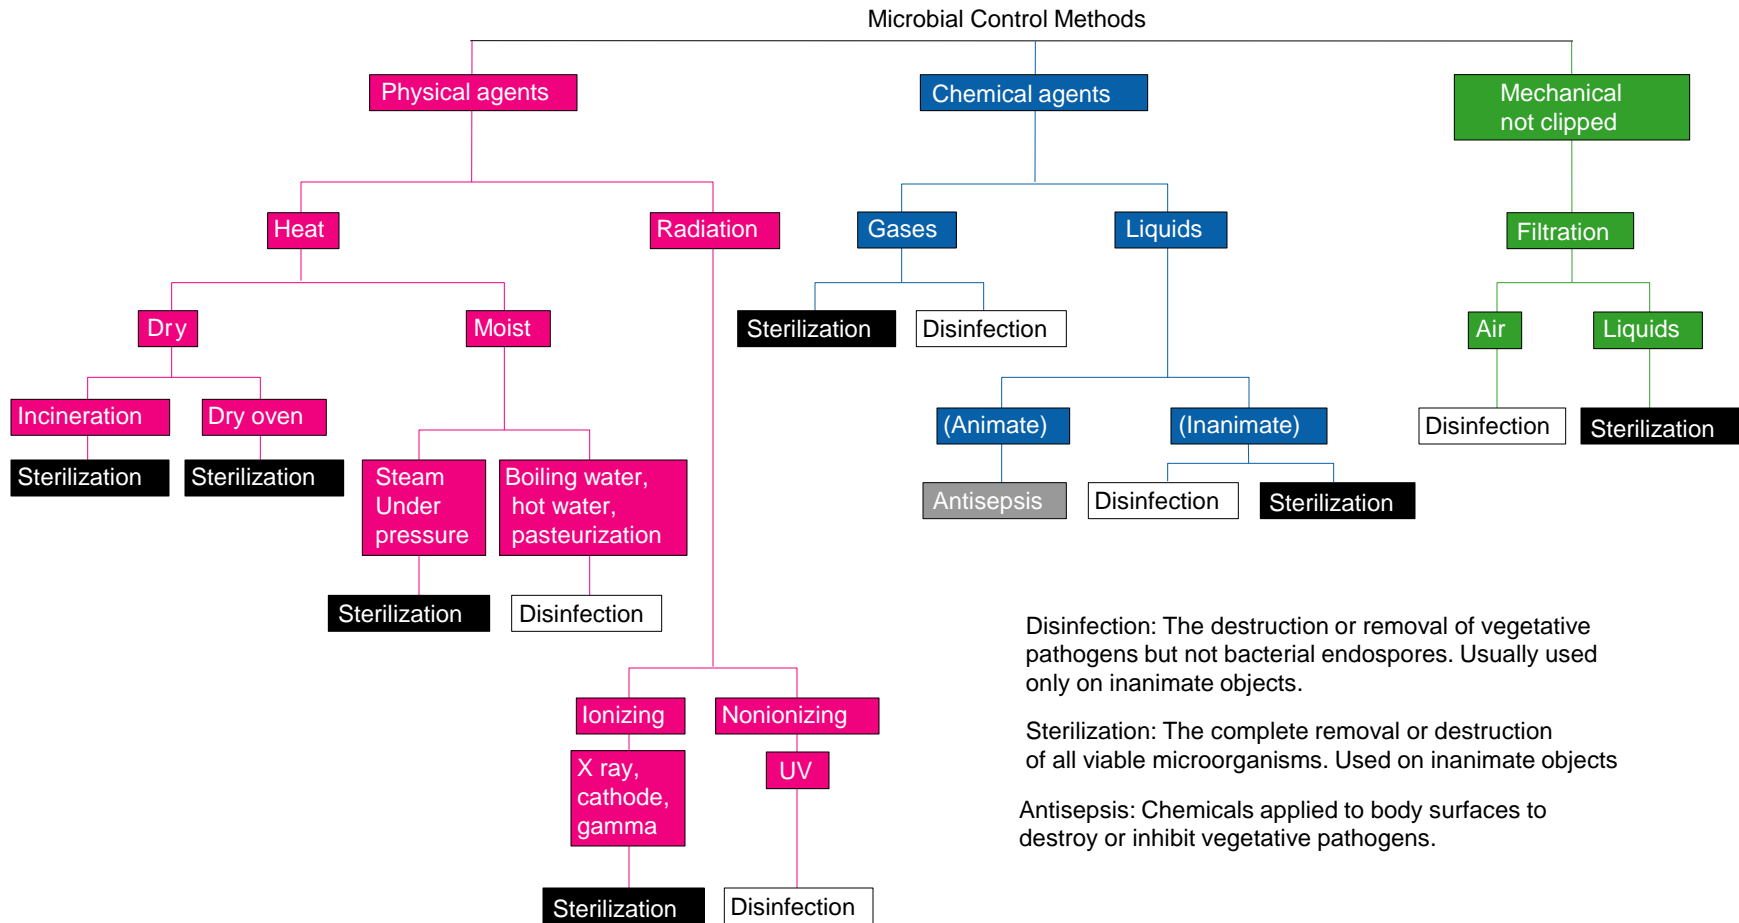 Microbial Control Methods
Physical agents
Chemical agents
Mechanical
not clipped
Heat
Radiation
Gases
Liquids
Filtration
Dry
Moist
Sterilization
Disinfection
Air
Liquids
Incineration
Dry oven
(Animate)
(Inanimate)
Disinfection
Sterilization
Sterilization
Sterilization
Steam
Under
pressure
Boiling water,
hot water,
pasteurization
Antisepsis
Disinfection
Sterilization
Sterilization
Disinfection
Disinfection: The destruction or removal of vegetative
pathogens but not bacterial endospores. Usually used
only on inanimate objects.
Sterilization: The complete removal or destruction
of all viable microorganisms. Used on inanimate objects
Antisepsis: Chemicals applied to body surfaces to
destroy or inhibit vegetative pathogens.
Ionizing
Nonionizing
X ray,
cathode,
gamma
UV
Sterilization
Disinfection